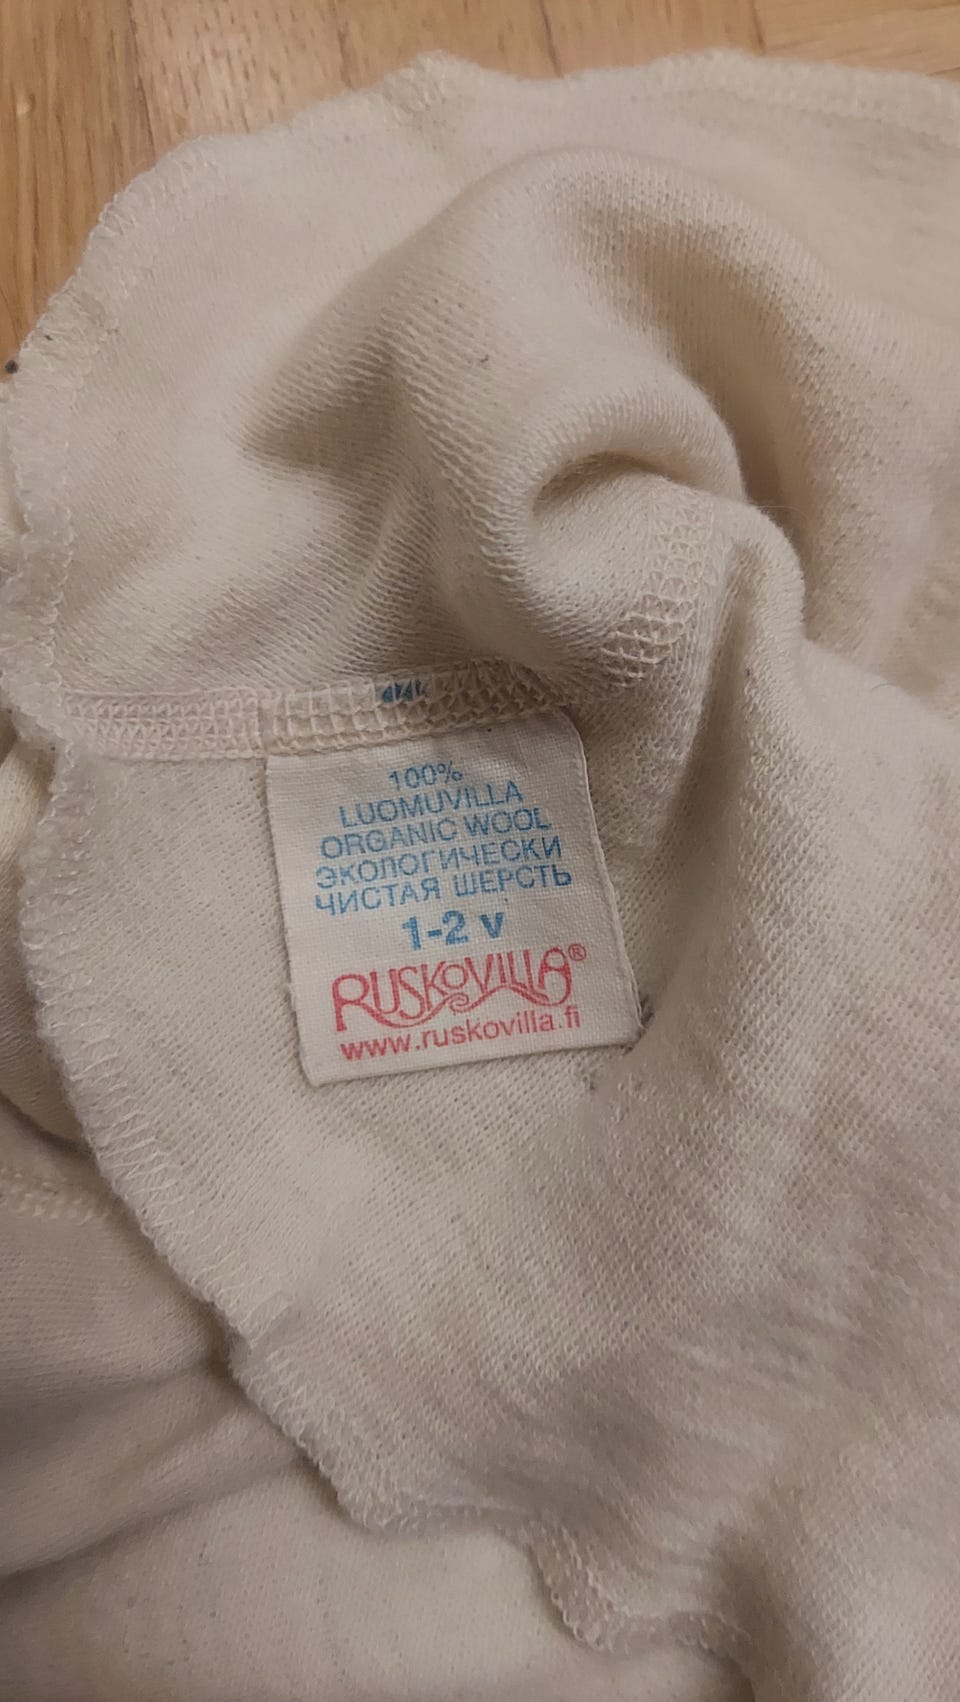 100%
LUOMUVILLA
ORGANIC WOOL
ЭКОЛОГИЧЕСКИ
ЧИСТАЯ ШЕРСТЬ
1-2 v
RUSKOVILLA®
www.ruskovilla.fi